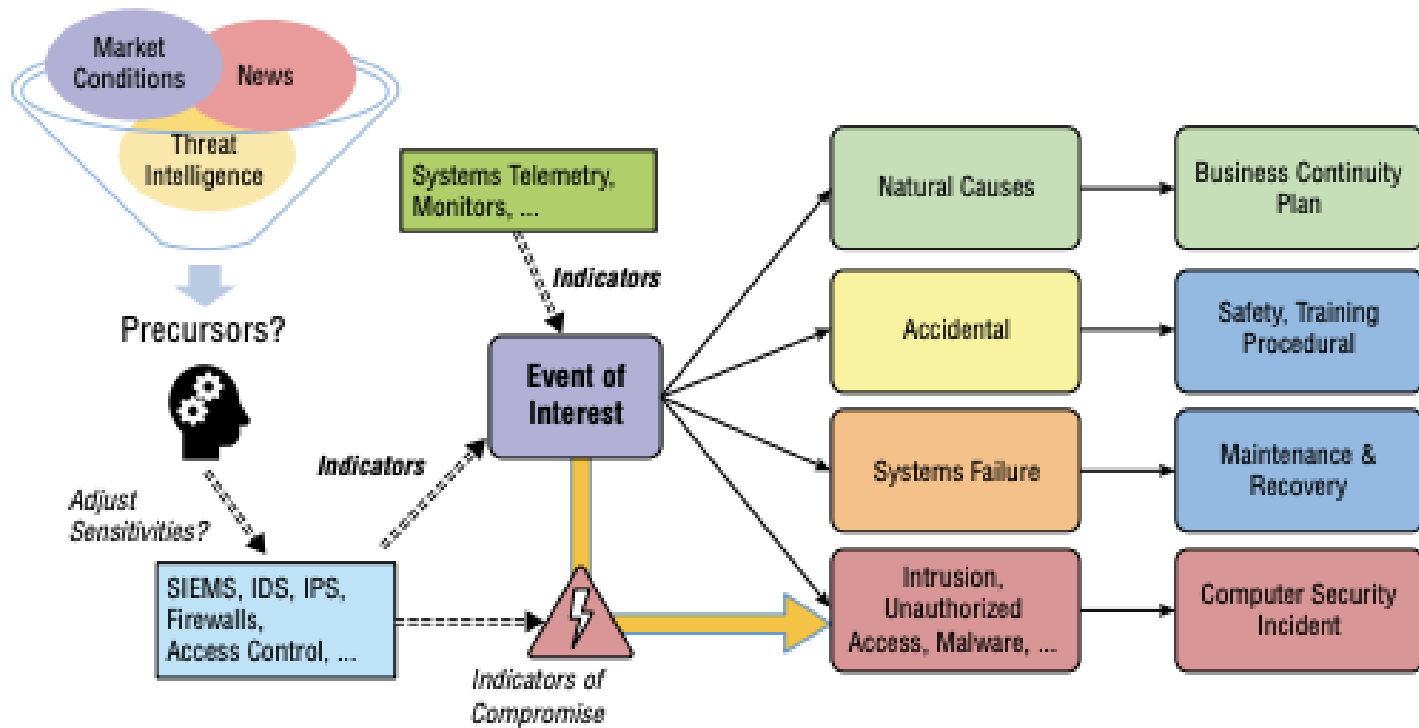 Market
Conditions
News
Threat
Intelligence
Precursors?
Adjust
Sensitivities?
SIEMS, IDS, IPS,
Firewalls,
Access Control, ...
Systems Telemetry,
Monitors, ...
Indicators
Indicators
Event of
Interest
Indicators of
Compromise
Natural Causes
Business Continuity
Plan
Accidental
Safety, Training
Procedural
Systems Failure
Maintenance &
Recovery
Intrusion,
Unauthorized
Access, Malware, ...
Computer Security
Incident